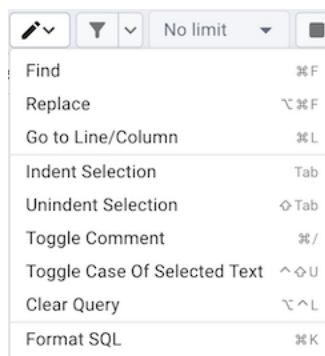 No limit
Find ⌘F
Replace ⌥⌘F
Go to Line/Column ⌘L
Indent Selection Tab
Unindent Selection ⇧Tab
Toggle Comment ⌘/
Toggle Case Of Selected Text ^⇧U
Clear Query ⌥^L
Format SQL ⌘K